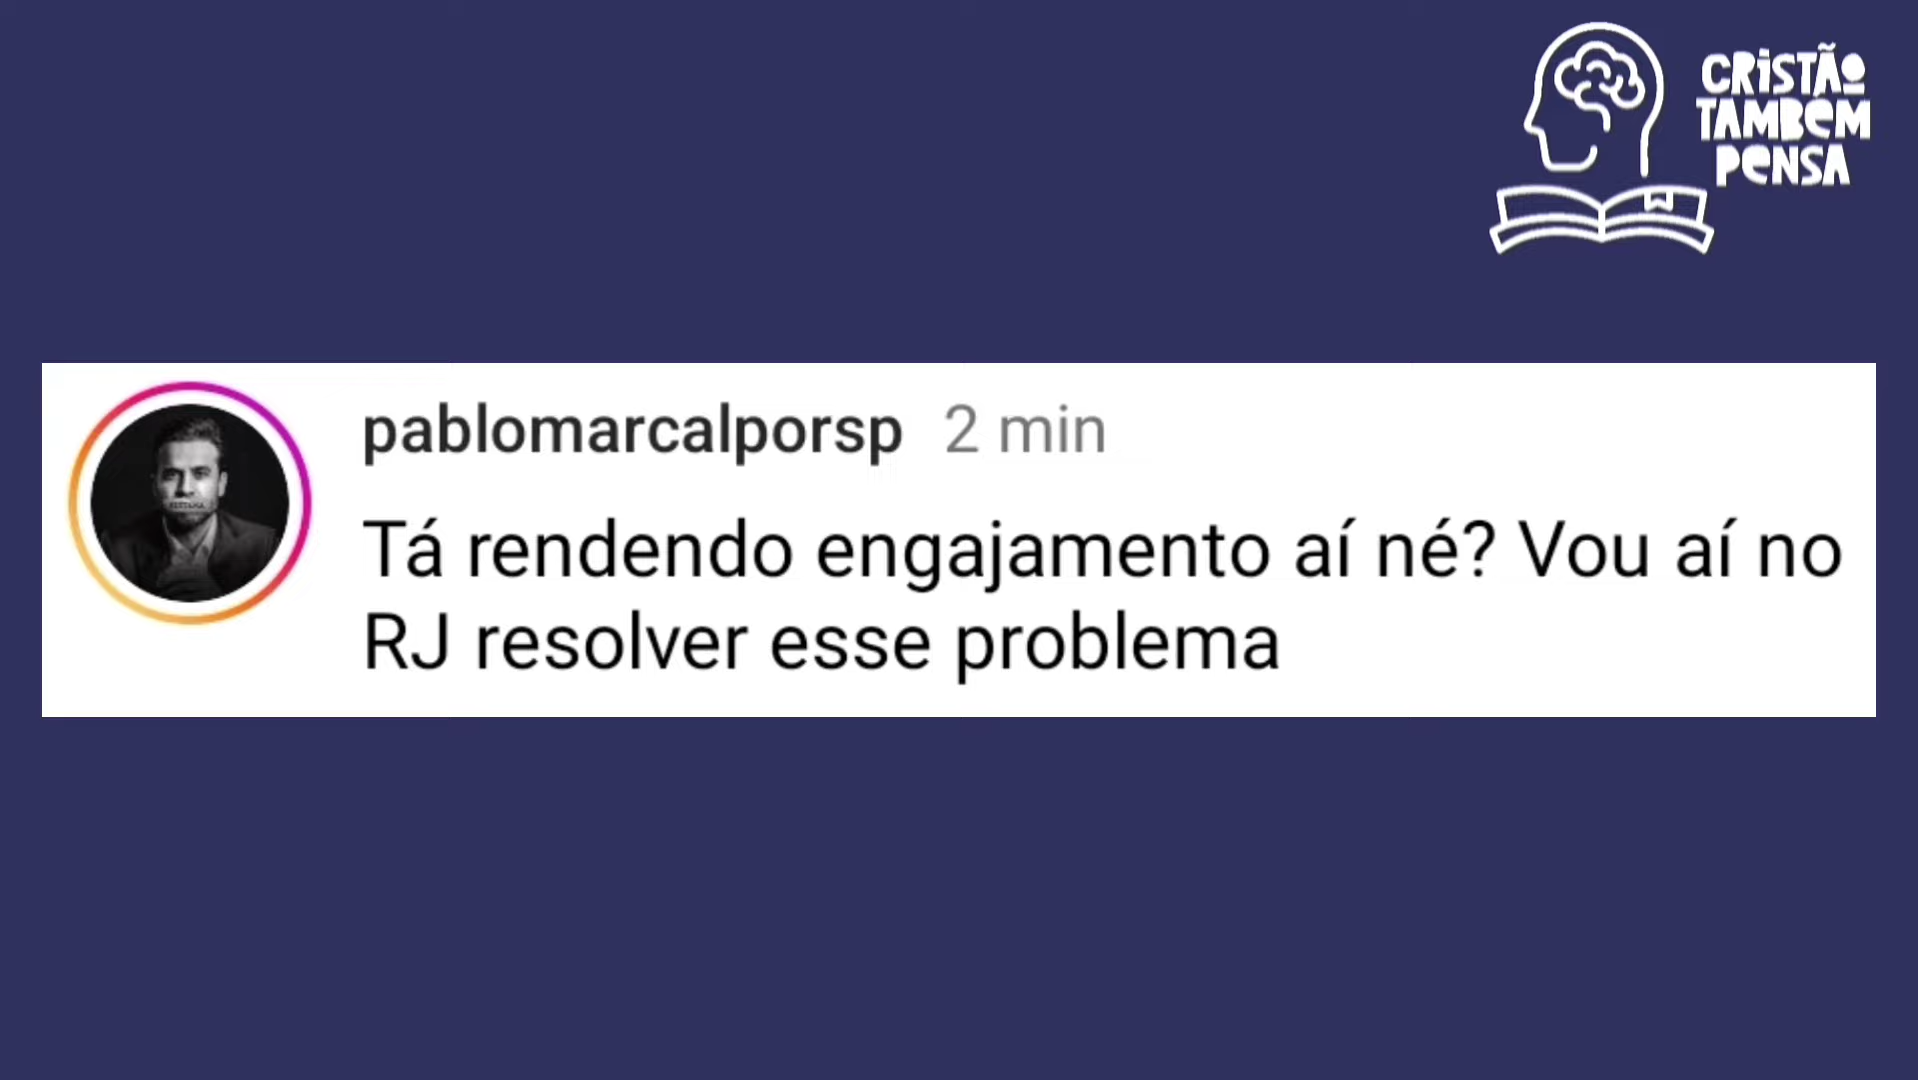 CRISTÃO
TAMBÉM
PENSA
pablomarcalporsp 2 min
Tá rendendo engajamento aí né? Vou aí no
RJ resolver esse problema